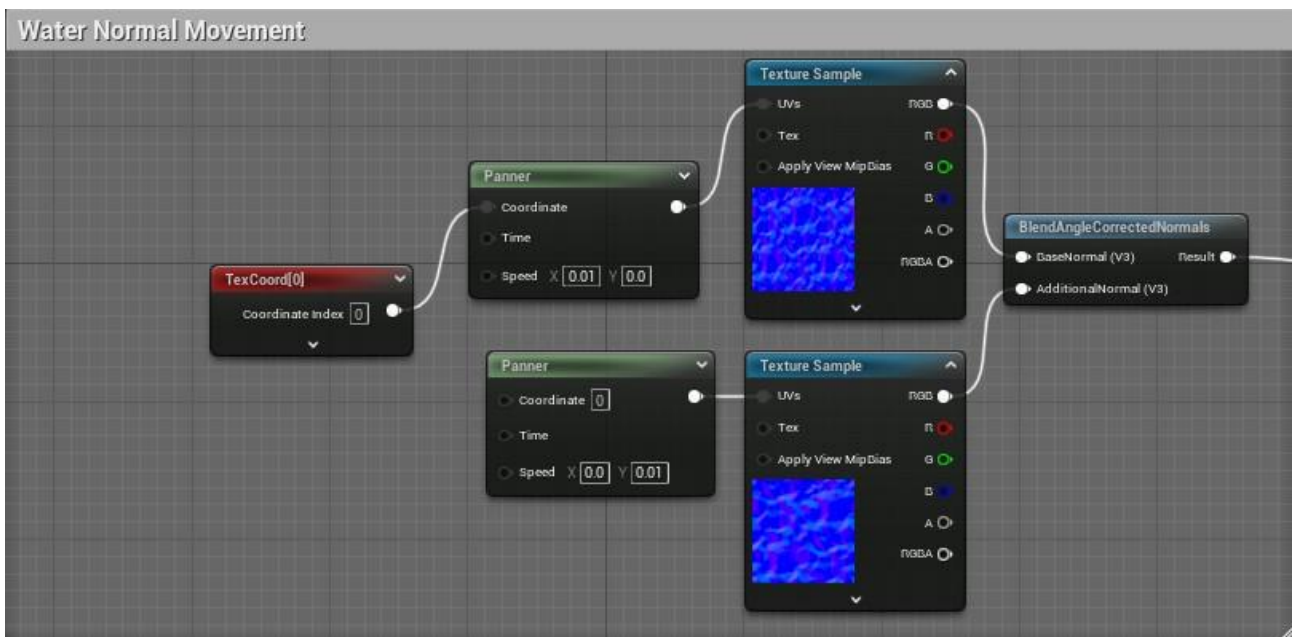 Water Normal Movement
Texture Sample
UVs RGB
Tex R
Apply View MipBias G
B
A
RGBA
Panner
Coordinate
Time
Speed X 0.01 Y 0.0
TexCoord[0]
Coordinate Index 0
BlendAngleCorrectedNormals
BaseNormal (V3) Result
AdditionalNormal (V3)
Panner
Coordinate 0
Time
Speed X 0.0 Y 0.01
Texture Sample
UVs RGB
Tex R
Apply View MipBias G
B
A
RGBA